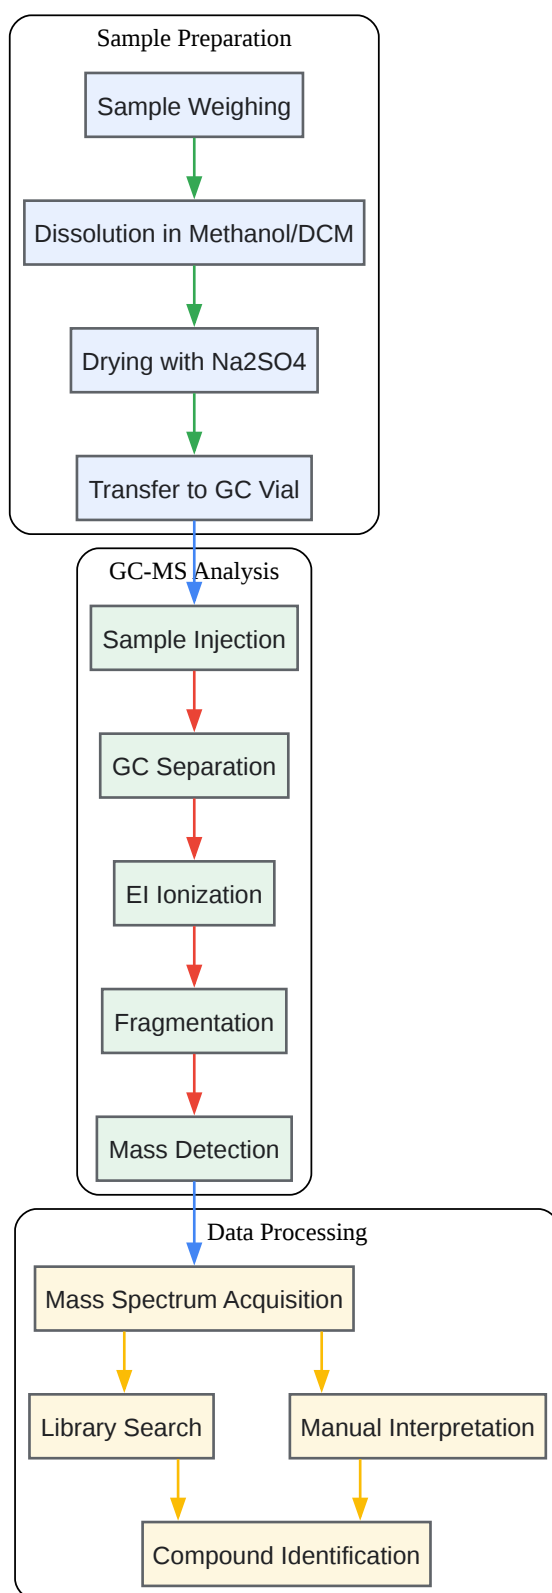 Sample Preparation
Sample Weighing
Dissolution in Methanol/DCM
Drying with Na2SO4
Transfer to GC Vial
GC-MS Analysis
Sample Injection
GC Separation
EI Ionization
Fragmentation
Mass Detection
Data Processing
Mass Spectrum Acquisition
Library Search
Manual Interpretation
Compound Identification